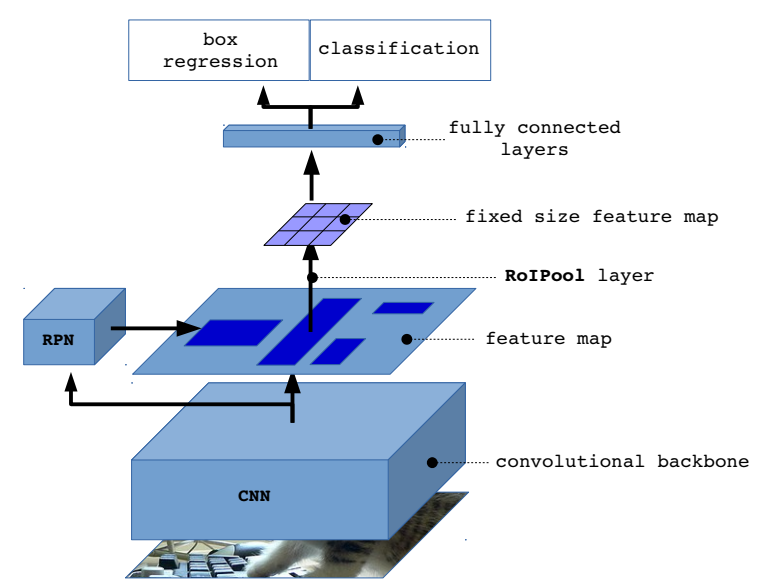 box
regression
classification
fully connected
layers
fixed size feature map
RoIPool layer
RPN
feature map
convolutional backbone
CNN